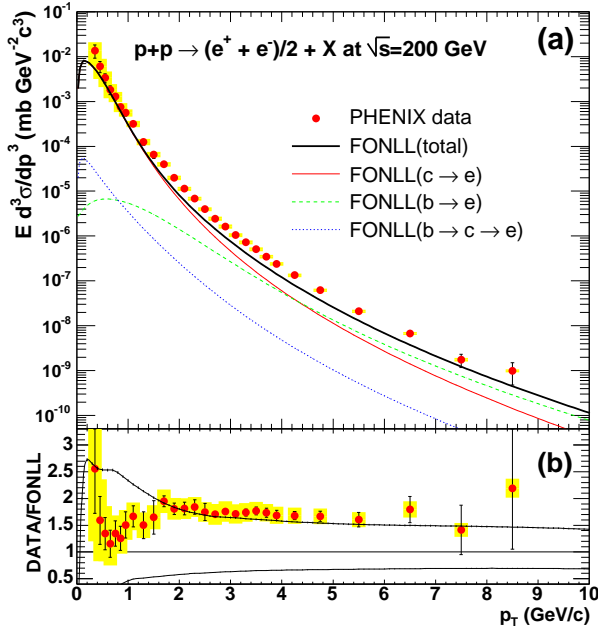 10⁻¹
(a)
p+p → (e⁺ + e⁻)/2 + X at √s=200 GeV
10⁻²
10⁻³
10⁻⁴
10⁻⁵
10⁻⁶
10⁻⁷
10⁻⁸
10⁻⁹
10⁻¹⁰
E d³σ/dp³ (mb GeV⁻²c³)
PHENIX data
FONLL(total)
FONLL(c → e)
FONLL(b → e)
FONLL(b → c → e)
(b)
3
2.5
2
1.5
1
0.5
DATA/FONLL
0 1 2 3 4 5 6 7 8 9 10
p_T (GeV/c)